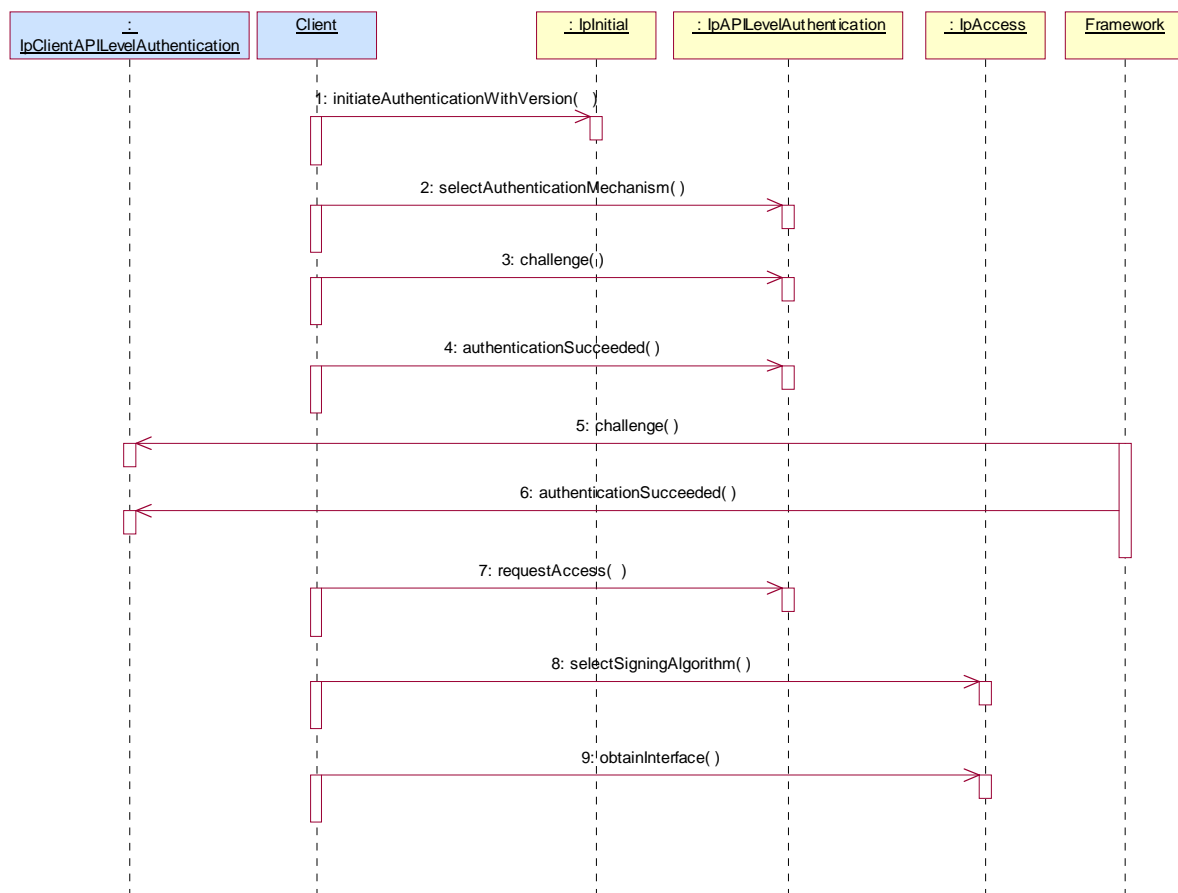 :
IpClientAPILevelAuthentication
Client
: IpInitial
: IpAPILevelAuthentication
: IpAccess
Framework
1: initiateAuthenticationWithVersion( )
2: selectAuthenticationMechanism( )
3: challenge( )
4: authenticationSucceeded( )
5: challenge( )
6: authenticationSucceeded( )
7: requestAccess( )
8: selectSigningAlgorithm( )
9: obtainInterface( )